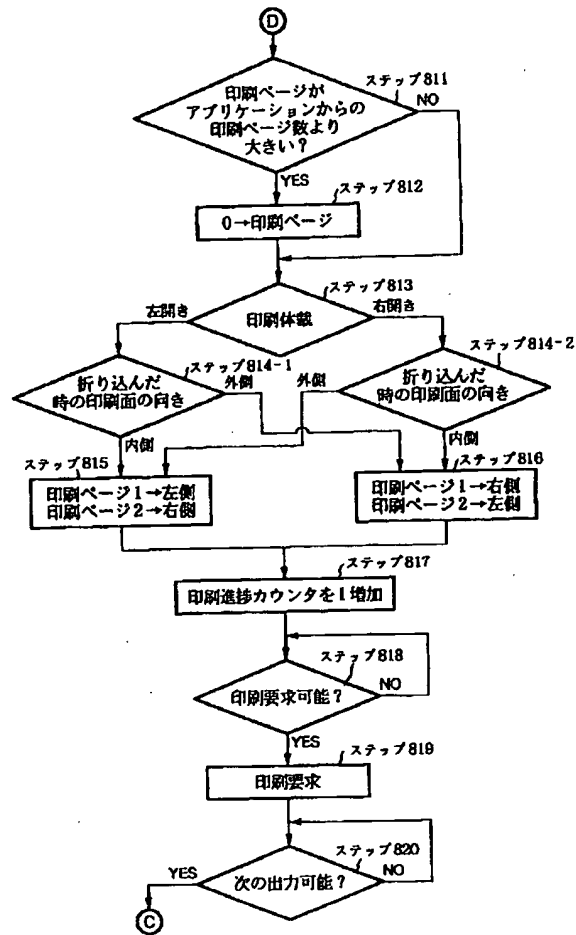 D
ステップ811
印刷ページが
アプリケーションからの
印刷ページ数より
大きい?
NO
YES
ステップ812
0→印刷ページ
ステップ813
左開き
印刷体裁
右開き
ステップ814-1
ステップ814-2
折り込んだ
時の印刷面の向き
外側
外側
折り込んだ
時の印刷面の向き
内側
内側
ステップ815
ステップ816
印刷ページ1→左側
印刷ページ2→右側
印刷ページ1→右側
印刷ページ2→左側
ステップ817
印刷進捗カウンタを1増加
ステップ818
印刷要求可能?
NO
YES
ステップ819
印刷要求
ステップ820
YES
次の出力可能?
NO
C